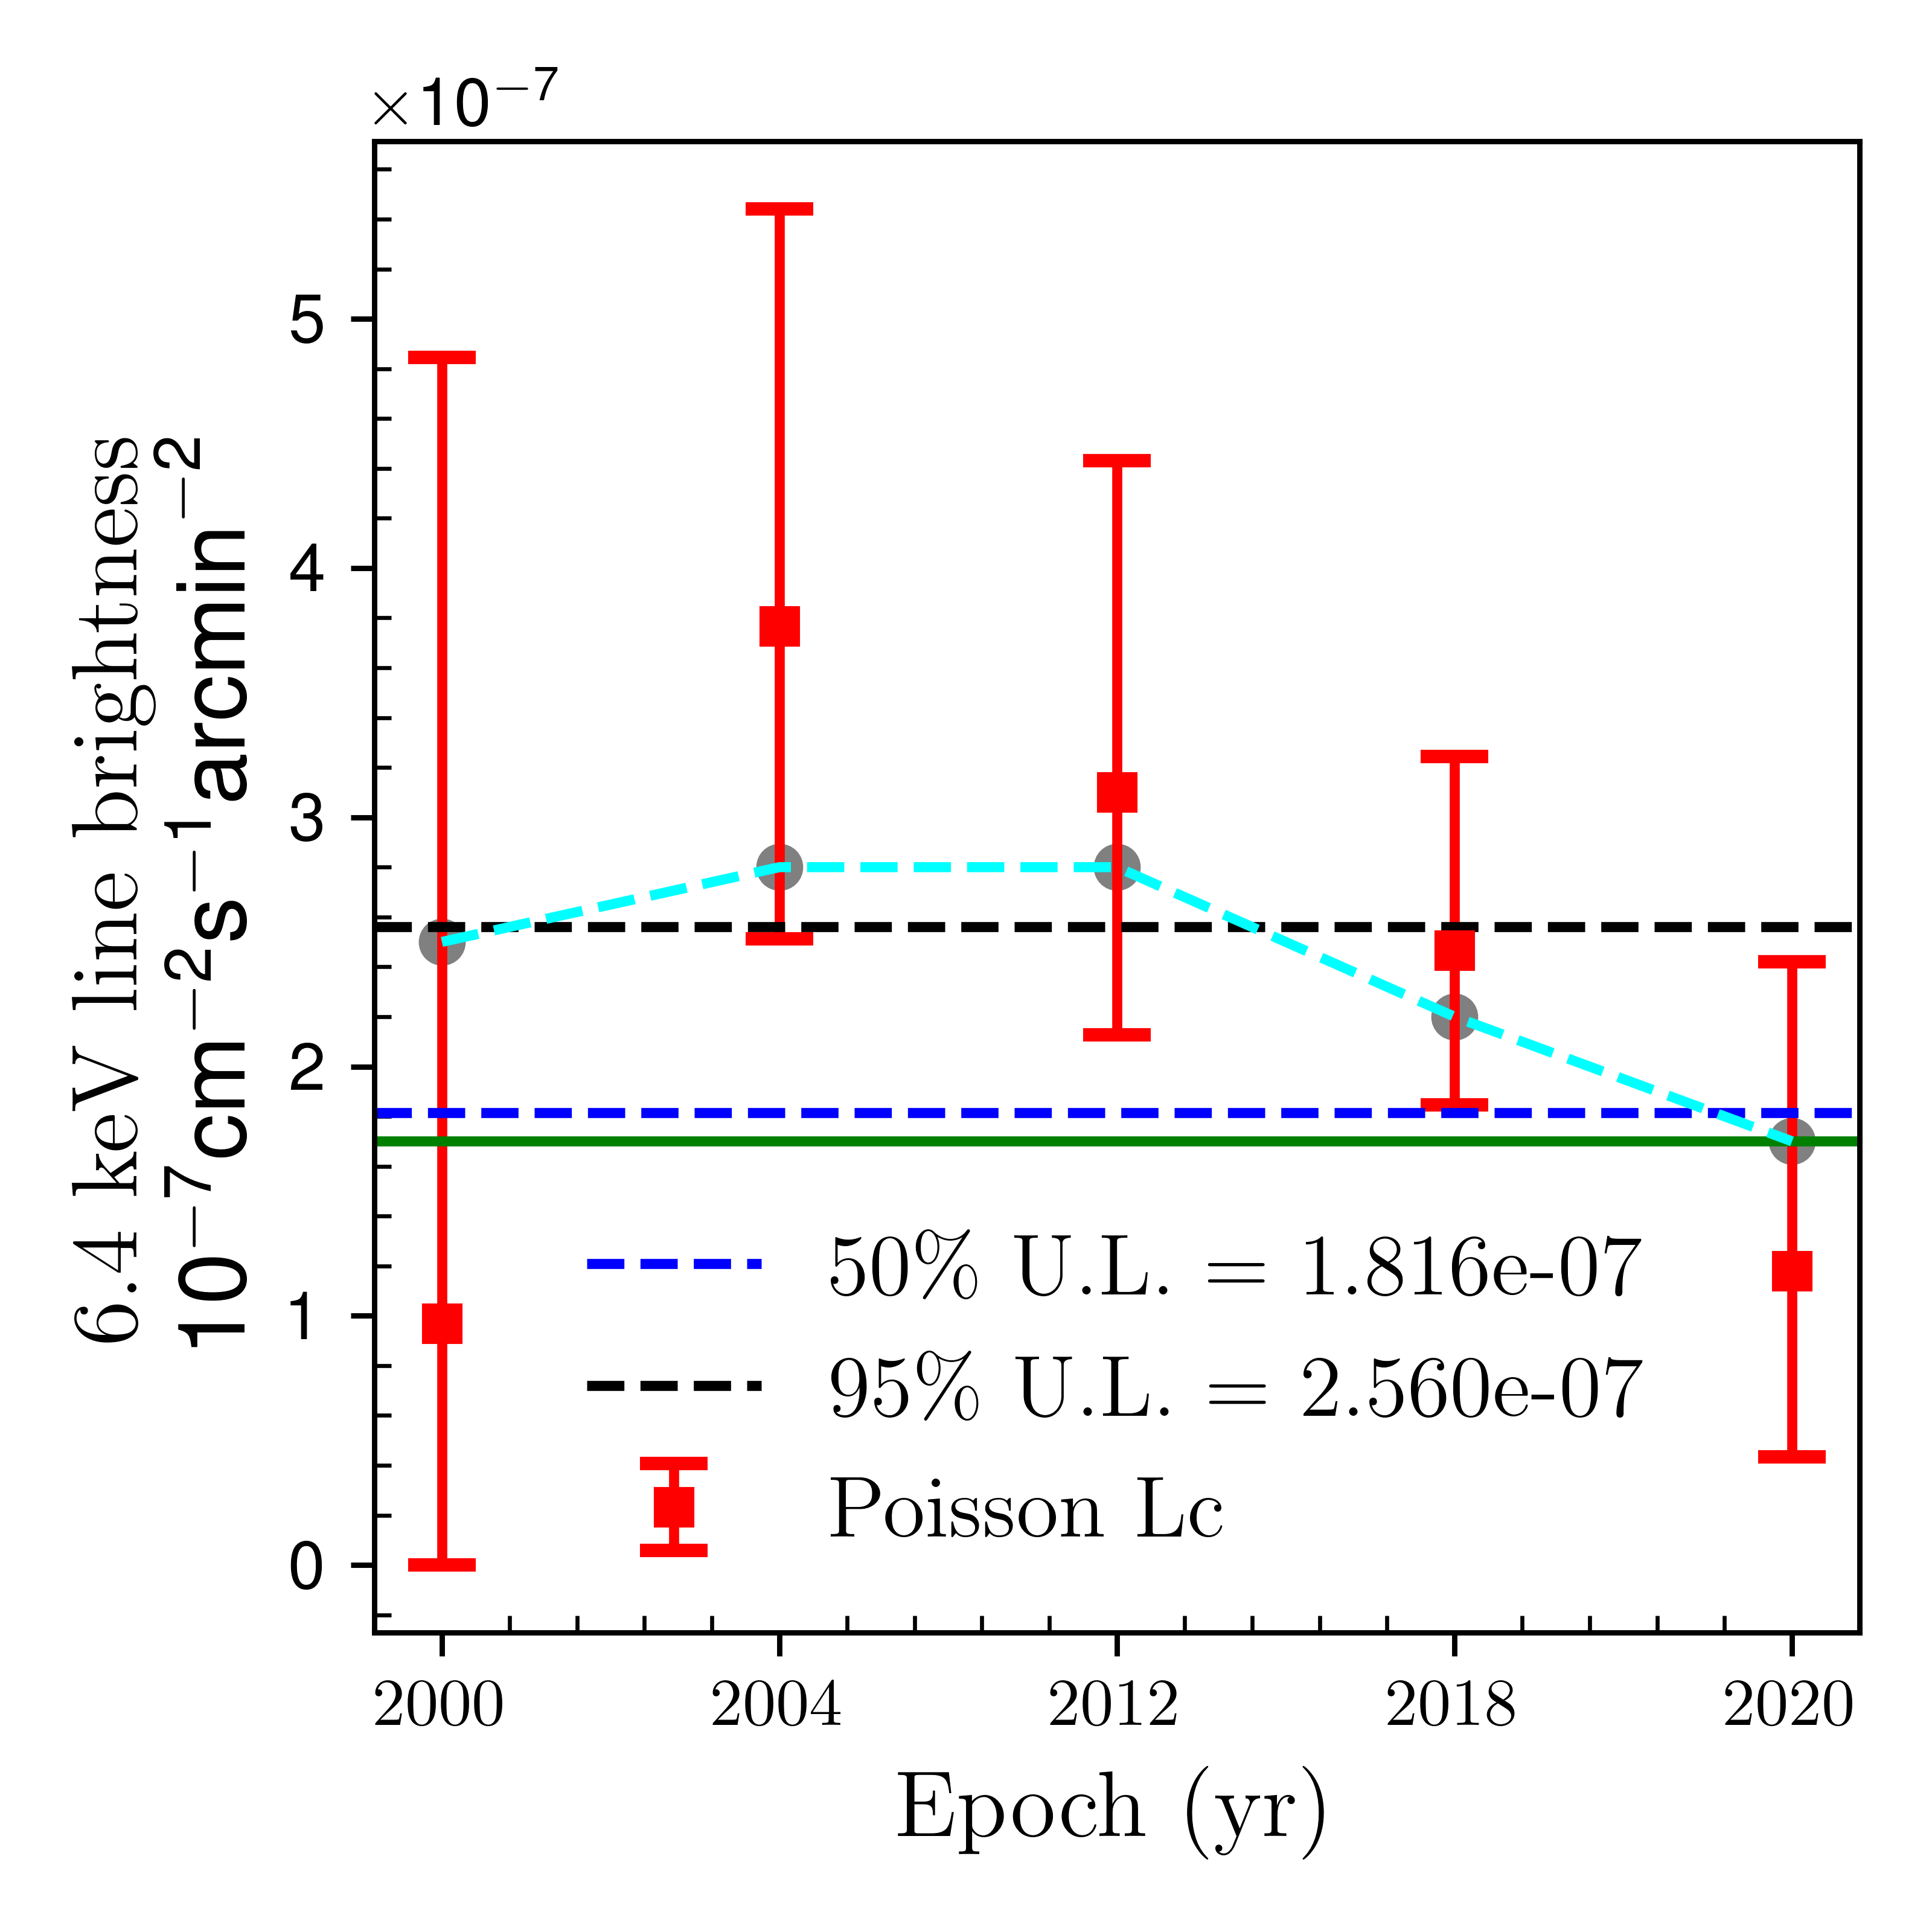 ×10⁻⁷
5
4
3
2
1
0
6.4 keV line brightness
10⁻⁷cm⁻²s⁻¹arcmin⁻²
50% U.L. = 1.816e-07
95% U.L. = 2.560e-07
Poisson Lc
2000 2004 2012 2018 2020
Epoch (yr)